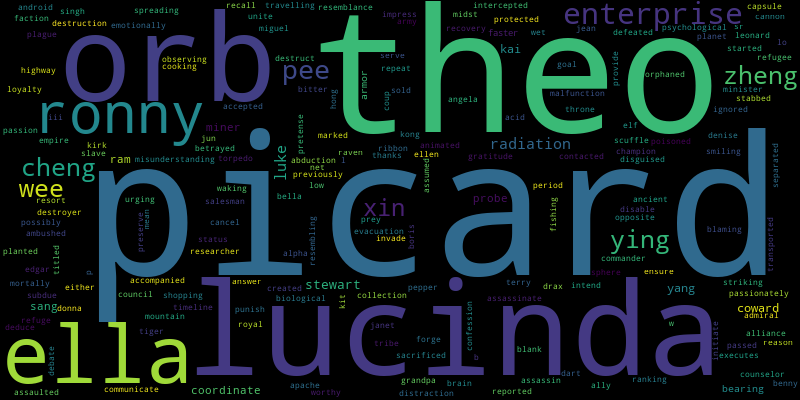 android
singh
spreading
recall
travelling
resemblance
impress
midst
intercepted
enterprise
capsule
faction
destruction
emotionally
unite
army
protected
psychological
sr
cannon
plague
orb
miguel
theo
recovery
faster
wet
jean
defeated
planet
leonard
started
lo
highway
observing
cooking
destruct
serve
kai
goal
provide
refugee
loyalty
pee
armor
repeat
orphaned
zheng
bitter
hong
coup
sold
angela
malfunction
minister
stabbed
ronny
accepted
acid
throne
ignored
iii
miner
pretense
marked
kong
elf
passion
empire
jun
ribbon
radiation
scuffle
poisoned
denise
kirk
betrayed
luke
raven
thanks
ellen
animated
champion
smiling
separated
slave
ram
misunderstanding
torpedo
abduction
l
gratitude
contacted
disguised
cheng
net
previously
assumed
wee
waking
low
probe
period
picard
resort
urging
salesman
bella
xin
ancient
destroyer
preserve
mean
prey
fishing
disable
opposite
possibly
cancel
resembling
evacuation
boris
ying
blaming
ambushed
status
invade
transported
planted
titled
researcher
alpha
commander
edgar
p
sphere
ensure
mortally
either
accompanied
answer
stewart
terry
drax
intend
striking
subdue
council
shopping
created
kit
collection
pepper
yang
passionately
sang
donna
timeline
biological
lucinda
assassinate
coward
refuge
mountain
punish
confession
admiral
deduce
royal
janet
w
initiate
alliance
ella
debate
tiger
tribe
forge
blank
passed
reason
sacrificed
b
executes
grandpa
brain
dart
ranking
counselor
assaulted
communicate
coordinate
apache
worthy
distraction
assassin
reported
ally
bearing
benny